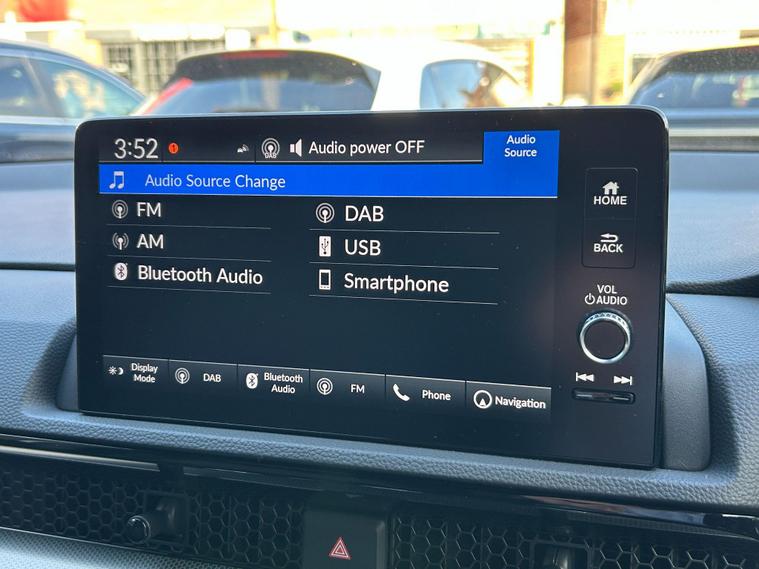 3:52
1
DAB
Audio power OFF
Audio
Source
Audio Source Change
FM
DAB
AM
USB
Bluetooth Audio
Smartphone
Display
Mode
DAB
Bluetooth
Audio
FM
Phone
Navigation
HOME
BACK
VOL
AUDIO